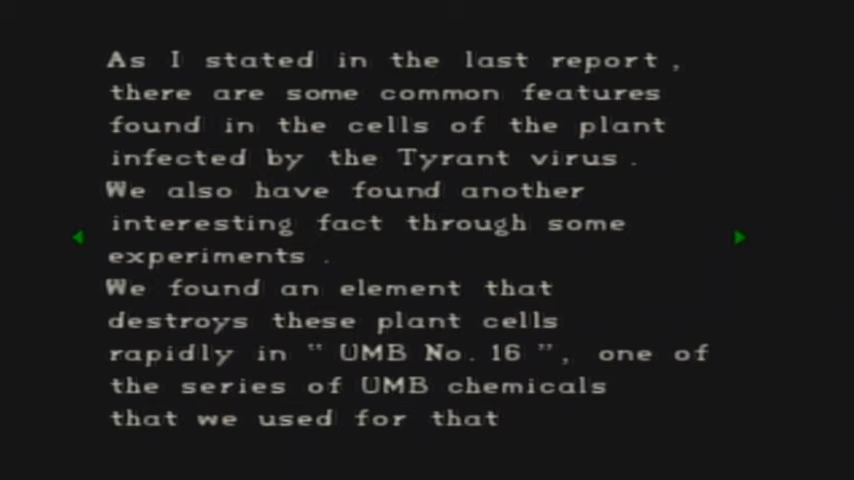 As I stated in the last report,
there are some common features
found in the cells of the plant
infected by the Tyrant virus.
We also have found another
interesting fact through some
experiments.
We found an element that
destroys these plant cells
rapidly in " UMB No. 16 ", one of
the series of UMB chemicals
that we used for that